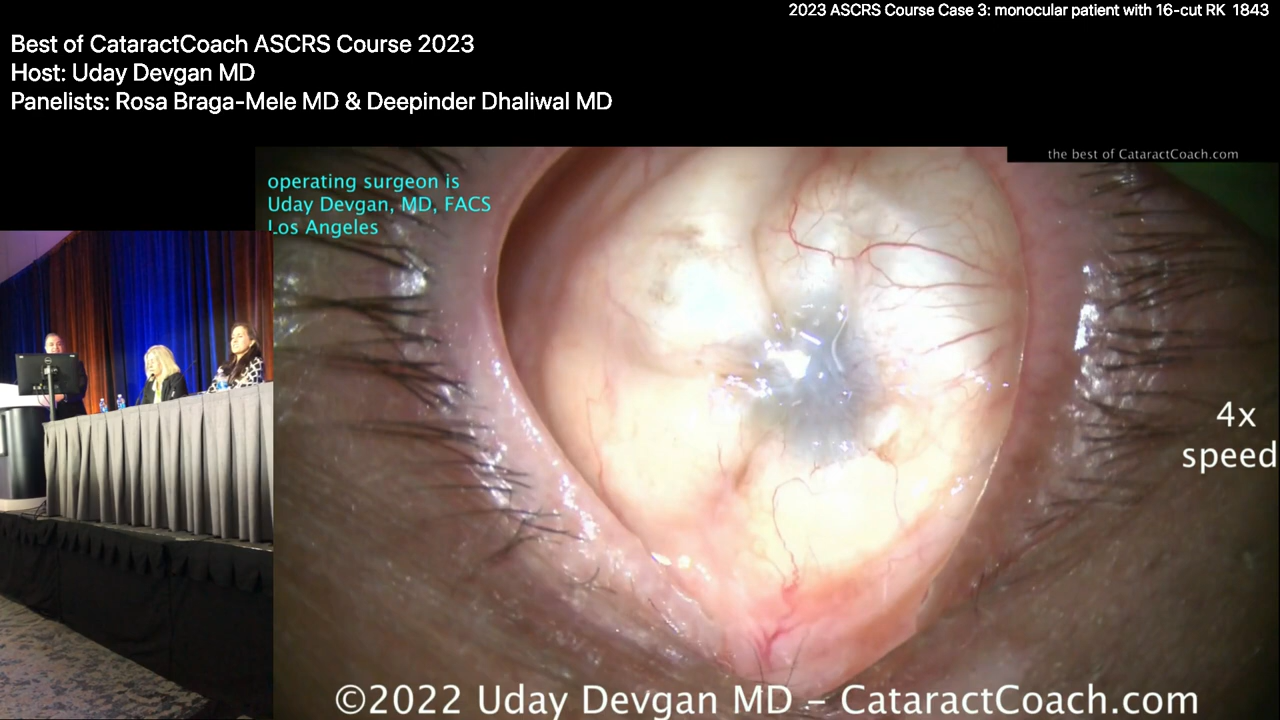 2023 ASCRS Course Case 3: monocular patient with 16-cut RK 1843
Best of CataractCoach ASCRS Course 2023
Host: Uday Devgan MD
Panelists: Rosa Braga-Mele MD & Deepinder Dhaliwal MD
the best of CataractCoach.com
operating surgeon is
Uday Devgan, MD, FACS
Los Angeles
4x
speed
©2022 Uday Devgan MD – CataractCoach.com